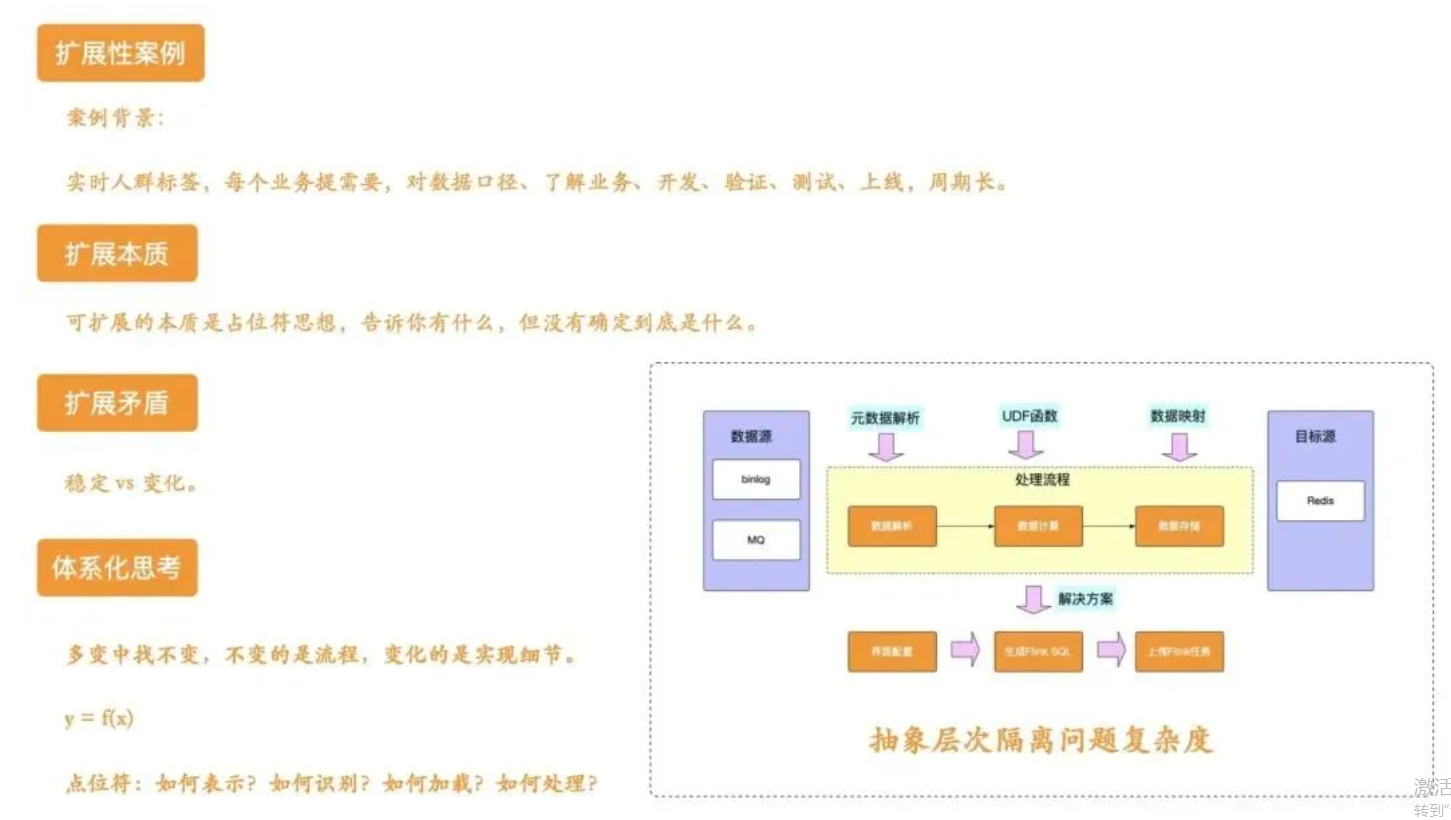 扩展性案例
案例背景：
实时人群标签，每个业务提需要，对数据口径、了解业务、开发、验证、测试、上线，周期长。
扩展本质
可扩展的本质是占位符思想，告诉你有什么，但没有确定到底是什么。
扩展矛盾
稳定 vs 变化。
体系化思考
多变中找不变，不变的是流程，变化的是实现细节。
y = f(x)
点位符：如何表示？如何识别？如何加载？如何处理？
元数据解析
UDF函数
数据映射
数据源
binlog
MQ
处理流程
数据解析
数据计算
数据存储
目标源
Redis
解决方案
界面配置
生成Flink SQL
上传Flink任务
抽象层次隔离问题复杂度
激活
转到"